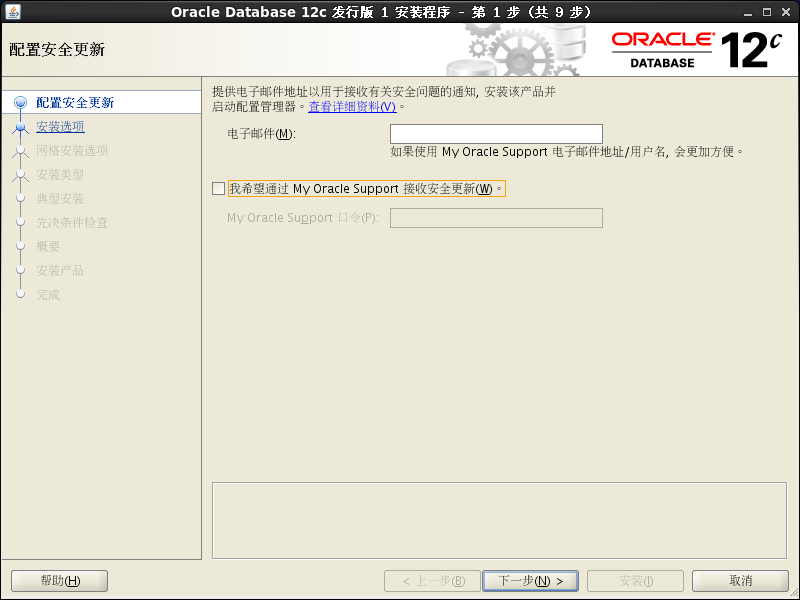 Oracle Database 12c 发行版 1 安装程序 - 第 1 步 (共 9 步)
配置安全更新
ORACLE
DATABASE
12c
配置安全更新
安装选项
网格安装选项
安装类型
典型安装
先决条件检查
概要
安装产品
完成
提供电子邮件地址以用于接收有关安全问题的通知, 安装该产品并
启动配置管理器。查看详细资料(V)。
电子邮件(M):
如果使用 My Oracle Support 电子邮件地址/用户名, 会更加方便。
我希望通过 My Oracle Support 接收安全更新(W)。
My Oracle Support 口令(P):
帮助(H)
< 上一步(B)
下一步(N) >
安装(I)
取消